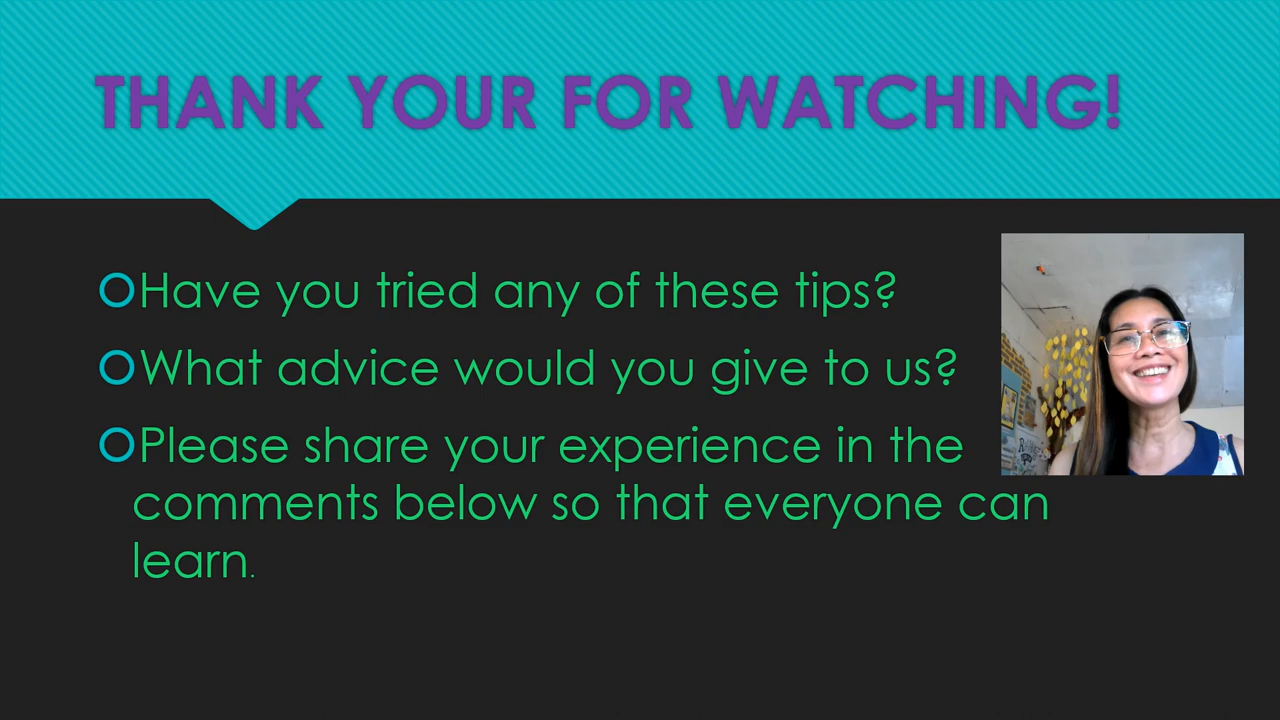 THANK YOUR FOR WATCHING!
Have you tried any of these tips?
What advice would you give to us?
Please share your experience in the
comments below so that everyone can
learn.